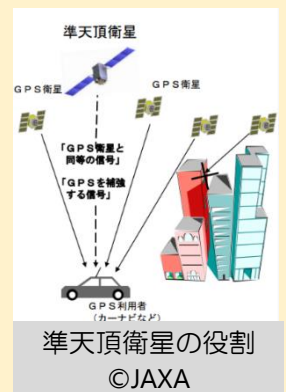 準天頂衛星
GPS衛星
GPS衛星
「GPS衛星と
同等の信号」
「GPSを補強
する信号」
GPS利用者
(カーナビなど)
準天頂衛星の役割
©JAXA